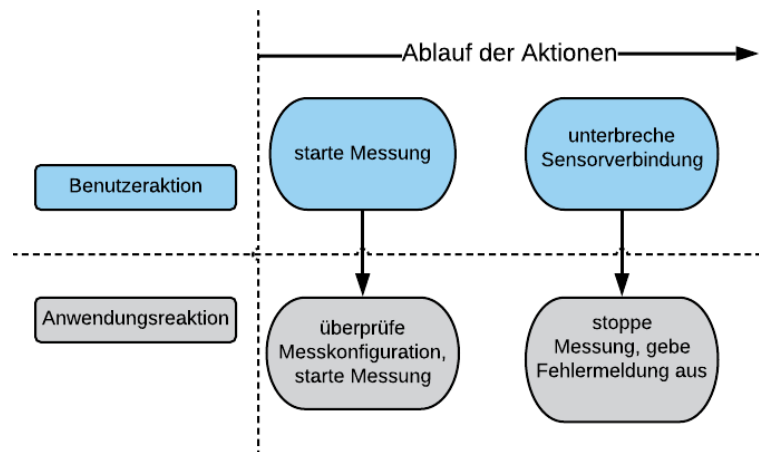 Ablauf der Aktionen
starte Messung
unterbreche
Sensorverbindung
Benutzeraktion
Anwendungsreaktion
überprüfe
Messkonfiguration,
starte Messung
stoppe
Messung, gebe
Fehlermeldung aus